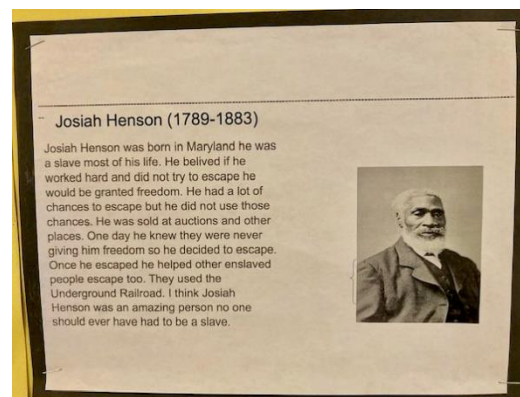 Josiah Henson (1789-1883)
Josiah Henson was born in Maryland he was
a slave most of his life. He belived if he
worked hard and did not try to escape he
would be granted freedom. He had a lot of
chances to escape but he did not use those
chances. He was sold at auctions and other
places. One day he knew they were never
giving him freedom so he decided to escape.
Once he escaped he helped other enslaved
people escape too. They used the
Underground Railroad. I think Josiah
Henson was an amazing person no one
should ever have had to be a slave.